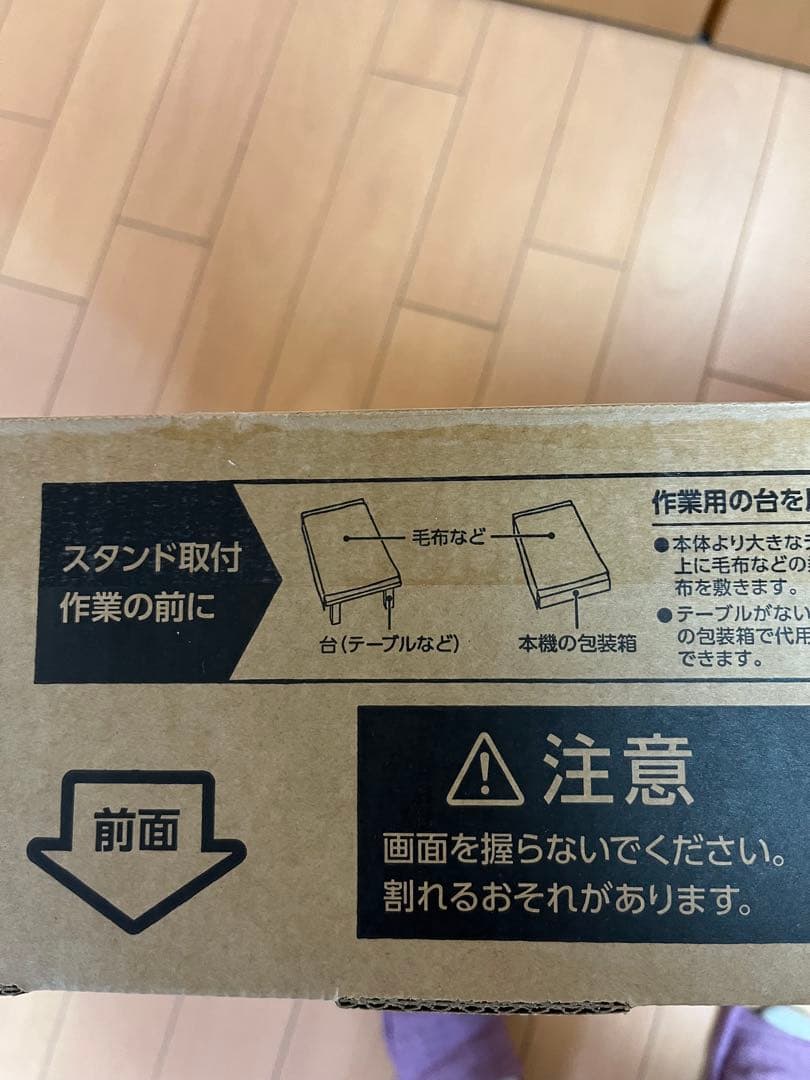 スタンド取付
作業の前に
毛布など
台(テーブルなど)
本機の包装箱
作業用の台を
●本体より大きな
上に毛布などの
布を敷きます。
●テーブルがない
の包装箱で代用
できます。
前面
注意
画面を握らないでください。
割れるおそれがあります。